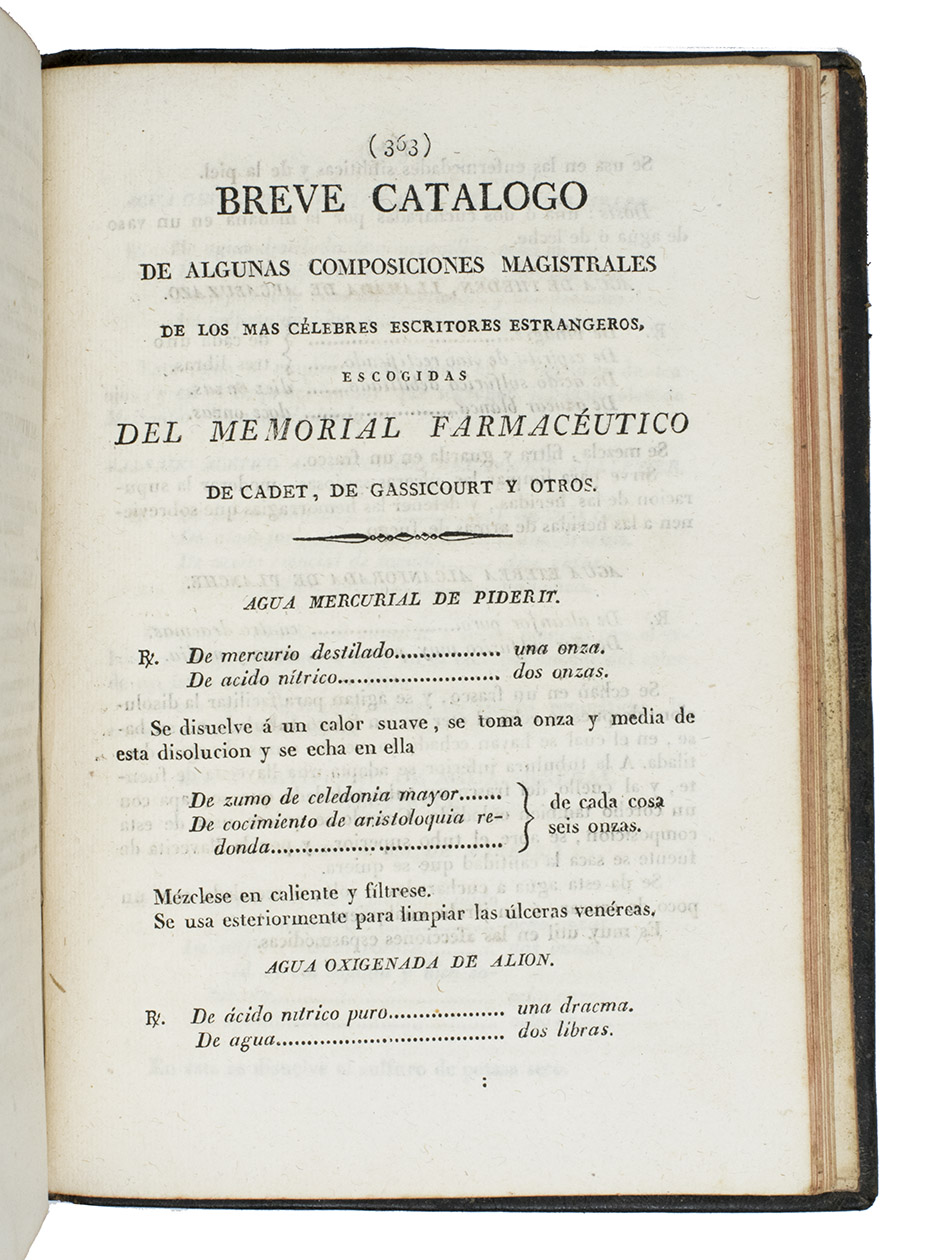 (363)
BREVE CATALOGO
DE ALGUNAS COMPOSICIONES MAGISTRALES
DE LOS MAS CÉLEBRES ESCRITORES ESTRANGEROS,
ESCOGIDAS
DEL MEMORIAL FARMACÉUTICO
DE CADET, DE GASSICOURT Y OTROS.
AGUA MERCURIAL DE PIDERIT.
℞. De mercurio destilado................. una onza.
De acido nítrico.......................... dos onzas.
Se disuelve á un calor suave, se toma onza y media de
esta disolucion y se echa en ella
De zumo de celedonia mayor....... } de cada cosa
De cocimiento de aristoloquia re- seis onzas.
donda.....................................
Mézclese en caliente y fíltrese.
Se usa esteriormente para limpiar las úlceras venéreas.
AGUA OXIGENADA DE ALION.
℞. De ácido nítrico puro................... una dracma.
De agua..................................... dos libras.
: